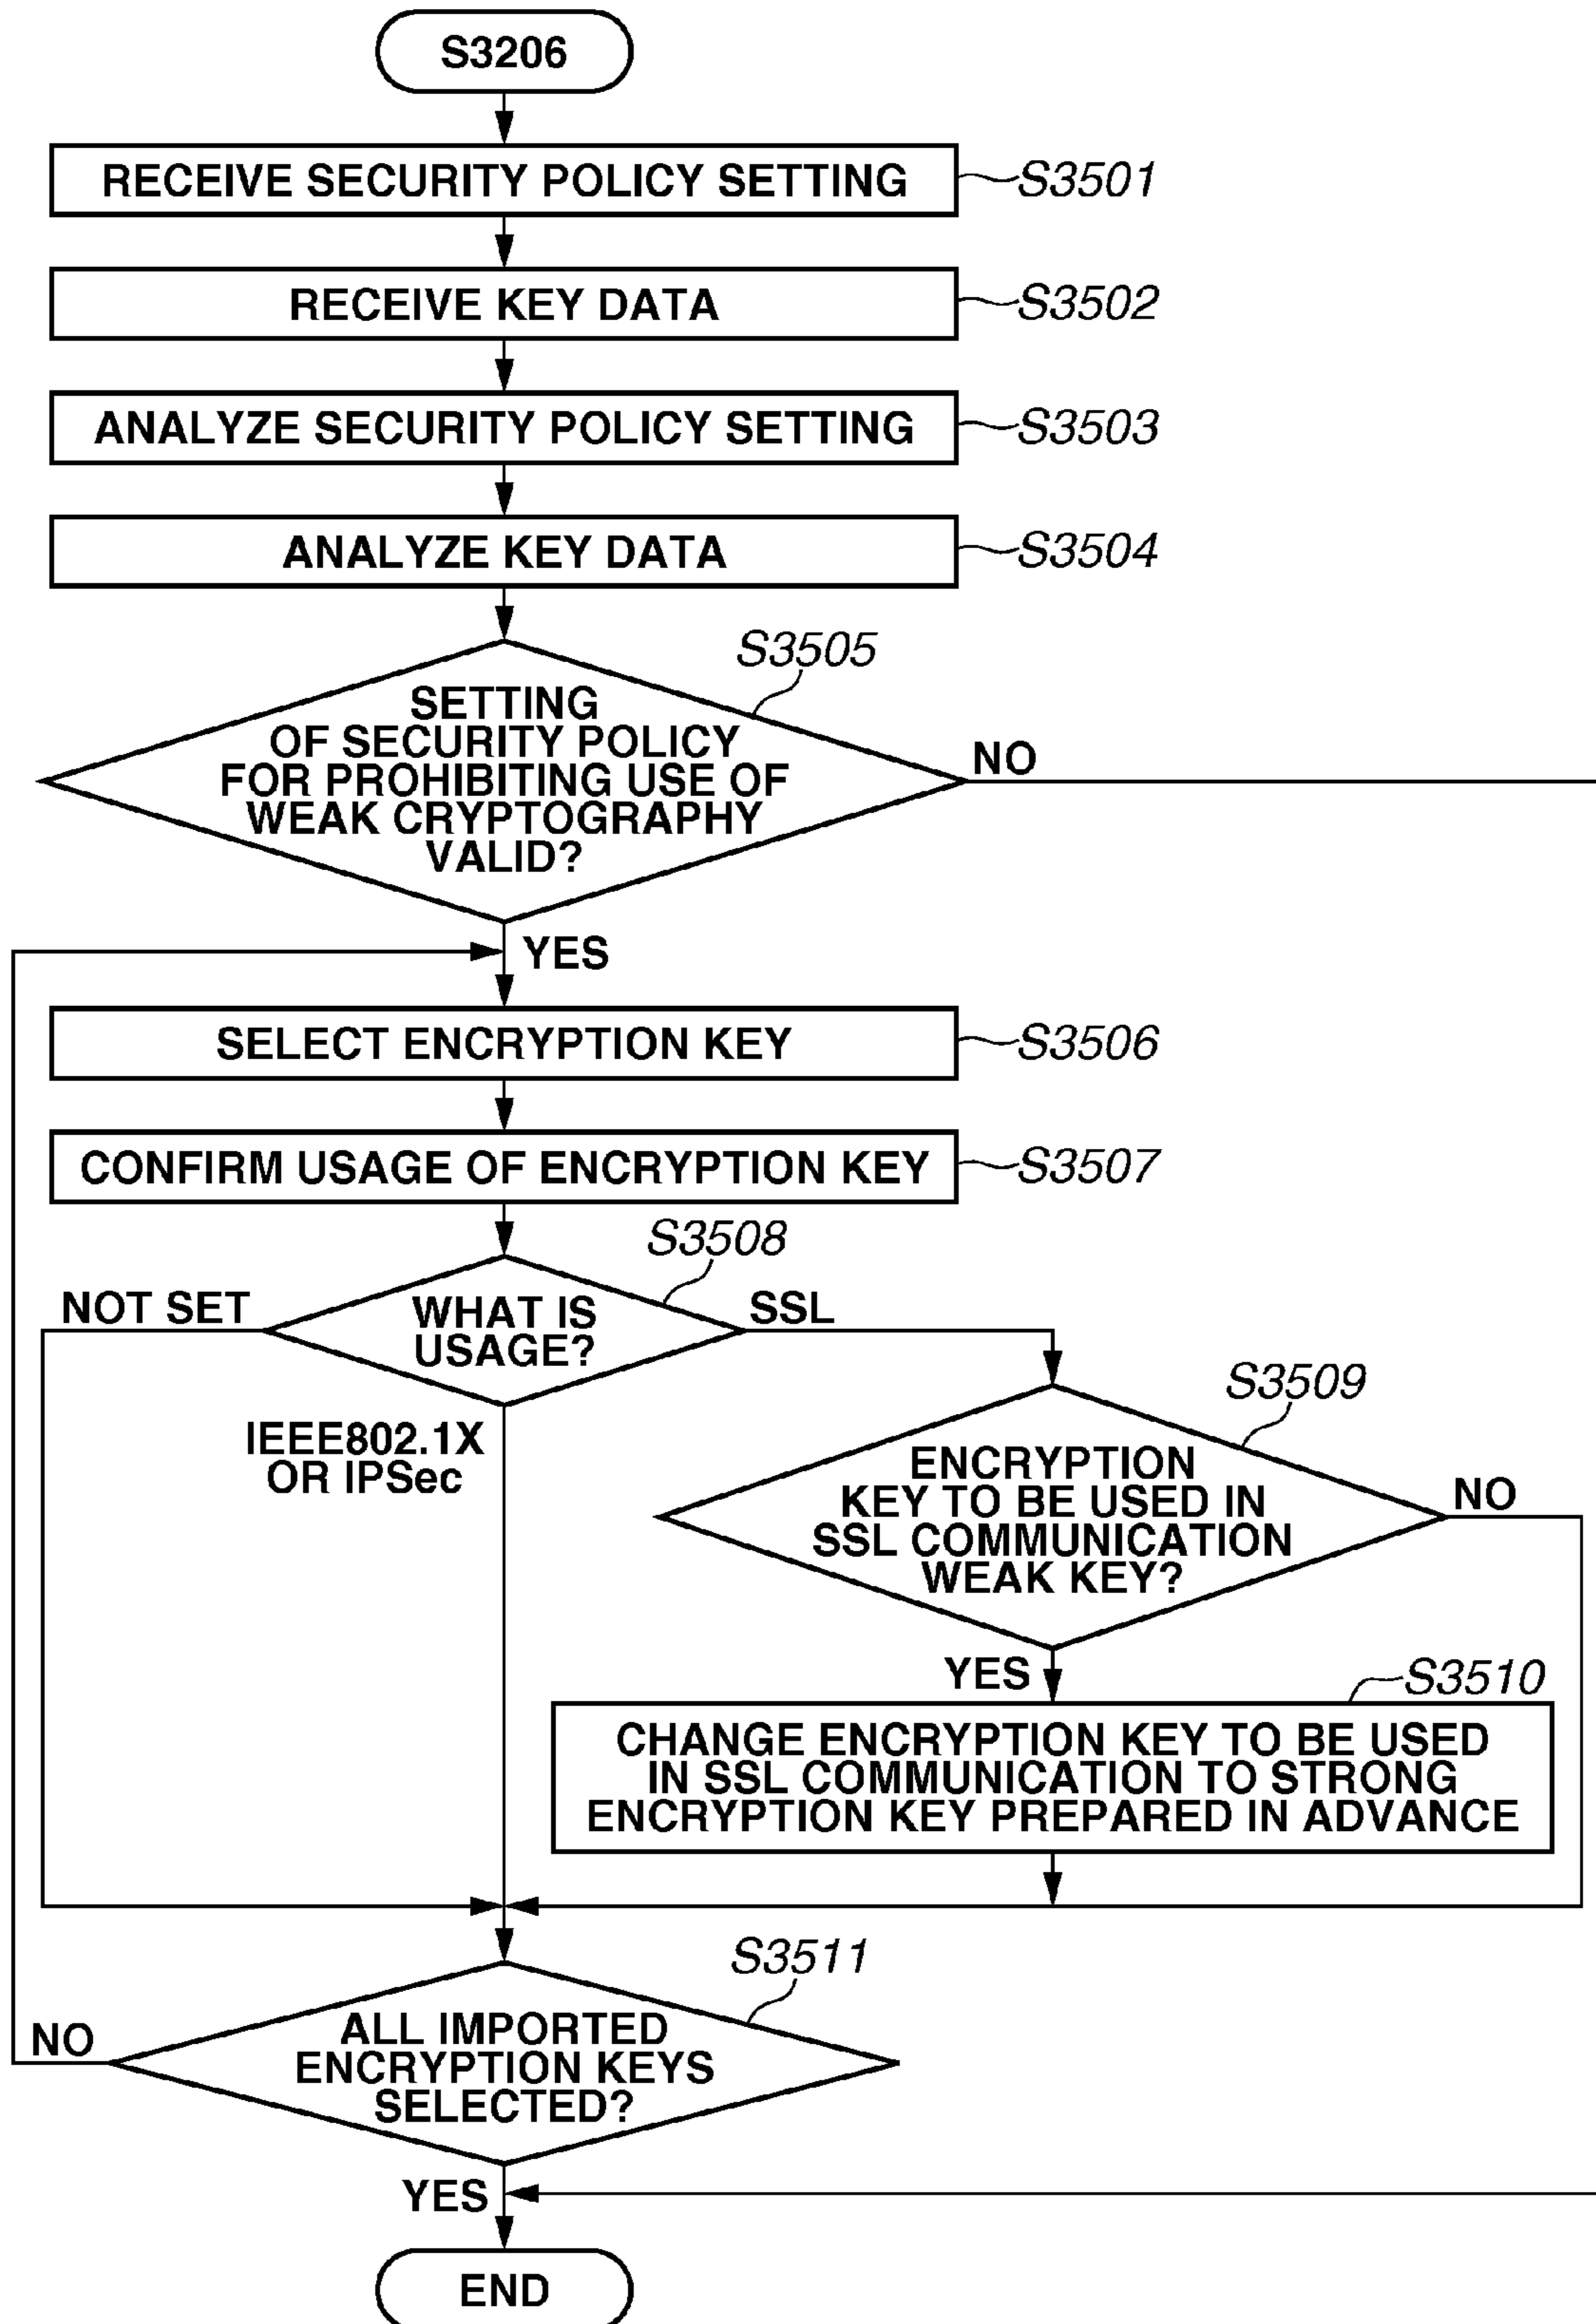 S3206
RECEIVE SECURITY POLICY SETTING
S3501
RECEIVE KEY DATA
S3502
ANALYZE SECURITY POLICY SETTING
S3503
ANALYZE KEY DATA
S3504
S3505
SETTING
OF SECURITY POLICY
FOR PROHIBITING USE OF
WEAK CRYPTOGRAPHY
VALID?
NO
YES
SELECT ENCRYPTION KEY
S3506
CONFIRM USAGE OF ENCRYPTION KEY
S3507
S3508
NOT SET
WHAT IS
USAGE?
SSL
IEEE802.1X
OR IPSec
S3509
ENCRYPTION
KEY TO BE USED IN
SSL COMMUNICATION
WEAK KEY?
NO
YES
S3510
CHANGE ENCRYPTION KEY TO BE USED
IN SSL COMMUNICATION TO STRONG
ENCRYPTION KEY PREPARED IN ADVANCE
S3511
ALL IMPORTED
ENCRYPTION KEYS
SELECTED?
NO
YES
END